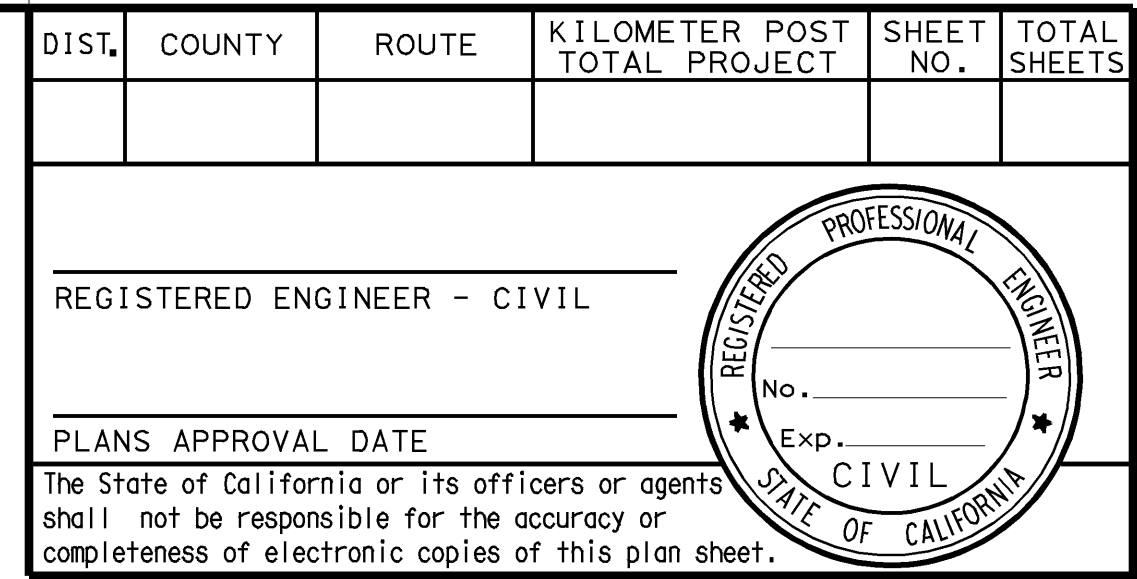 DIST. COUNTY ROUTE KILOMETER POST SHEET TOTAL
TOTAL PROJECT NO. SHEETS
REGISTERED ENGINEER - CIVIL
PLANS APPROVAL DATE
The State of California or its officers or agents
shall not be responsible for the accuracy or
completeness of electronic copies of this plan sheet.
REGISTERED PROFESSIONAL ENGINEER
No.
Exp.
CIVIL
STATE OF CALIFORNIA